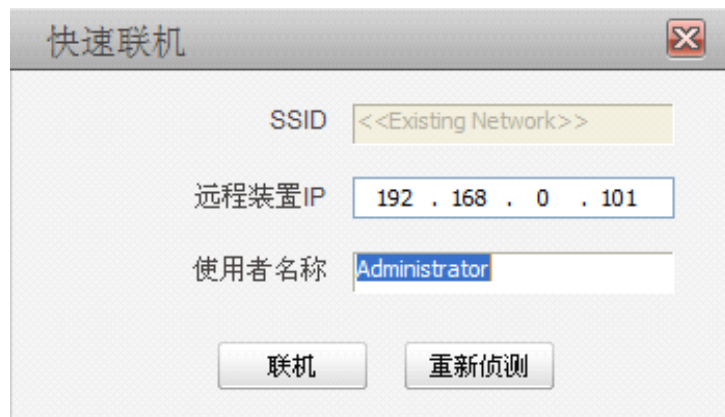 快速联机
SSID <<Existing Network>>
远程装置IP 192 . 168 . 0 . 101
使用者名称 Administrator
联机 重新侦测